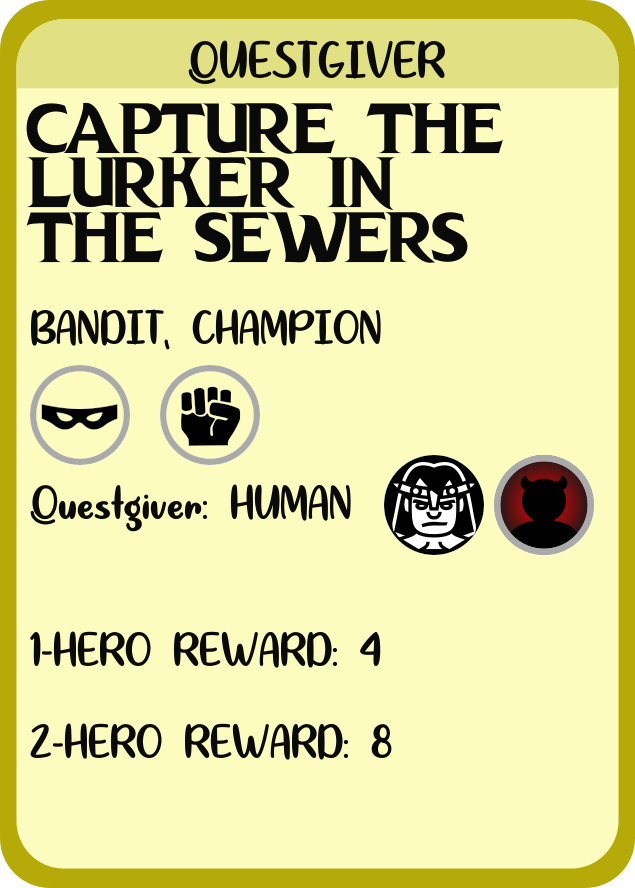 QUESTGIVER
CAPTURE THE
LURKER IN
THE SEWERS
BANDIT, CHAMPION
Questgiver: HUMAN
1-HERO REWARD: 4
2-HERO REWARD: 8